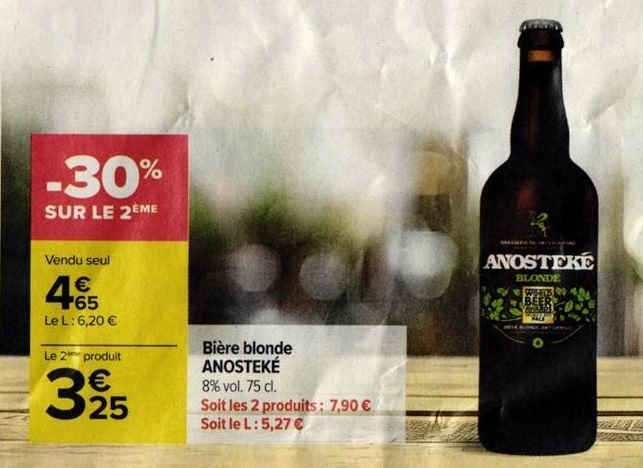 -30%
SUR LE 2ÈME
Vendu seul
4€65
Le L : 6,20 €
Le 2ème produit
3€25
Bière blonde
ANOSTEKÉ
8% vol. 75 cl.
Soit les 2 produits : 7,90 €
Soit le L : 5,27 €
ANOSTEKÉ
BLONDE
BEER